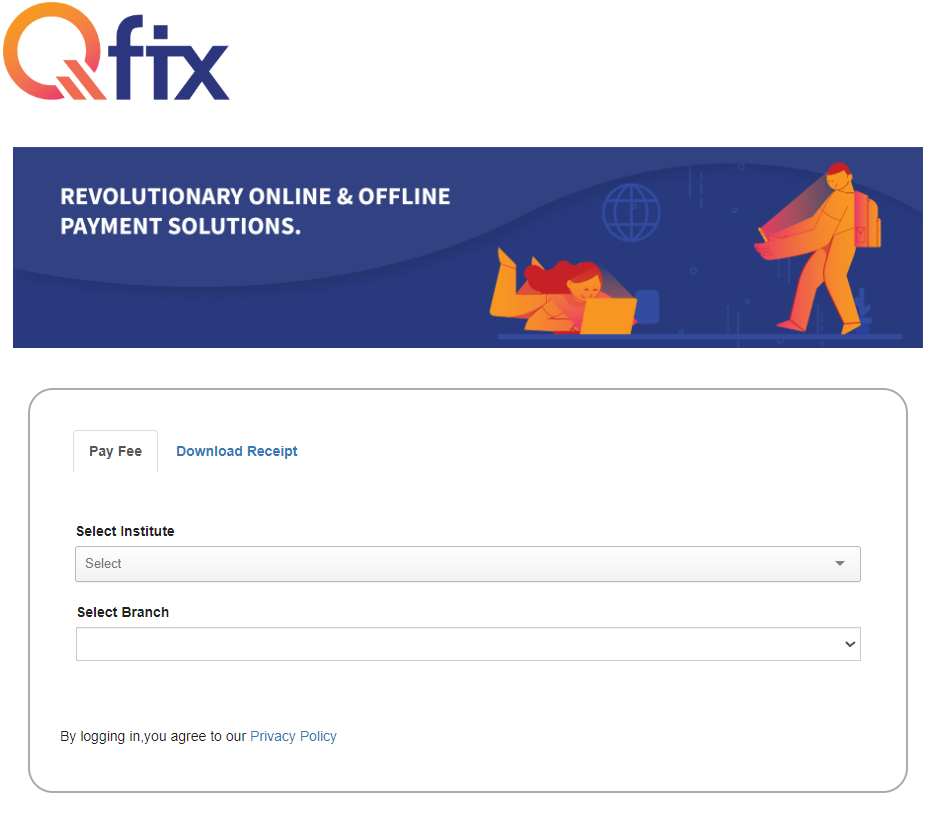 Qfix
REVOLUTIONARY ONLINE & OFFLINE
PAYMENT SOLUTIONS.
Pay Fee
Download Receipt
Select Institute
Select
Select Branch
By logging in,you agree to our Privacy Policy